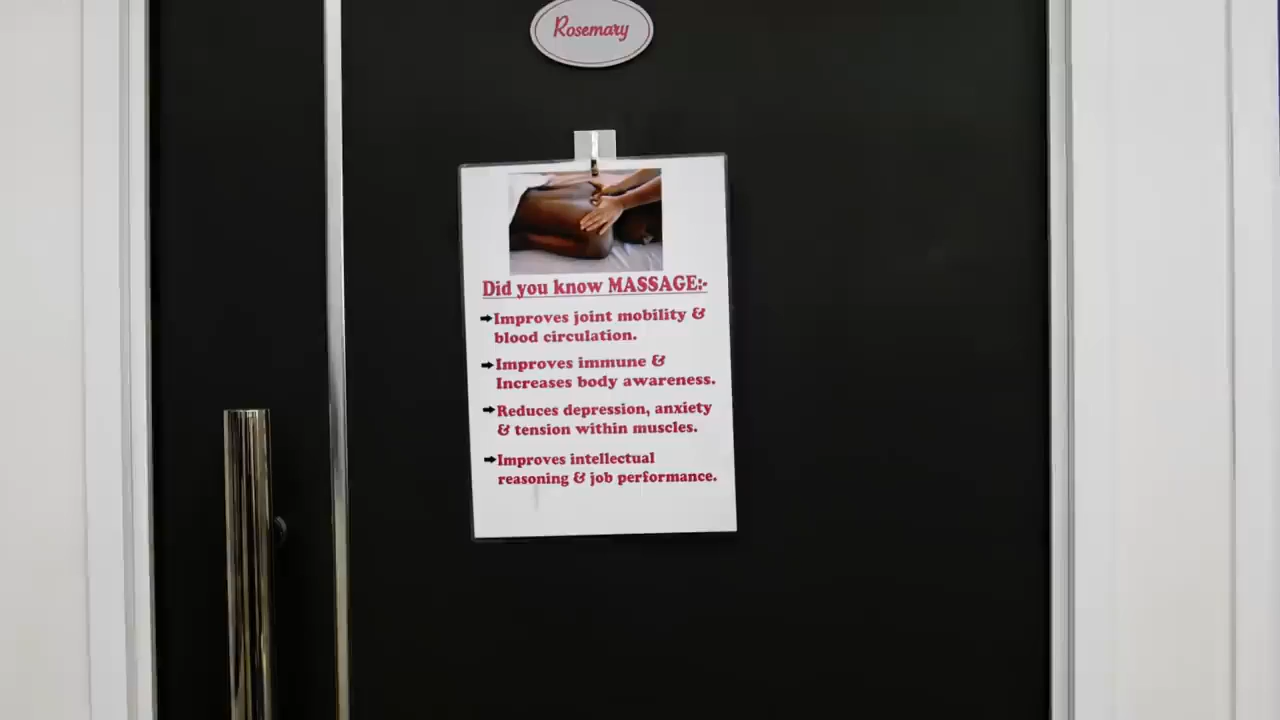 Rosemary
Did you know MASSAGE:-
➡Improves joint mobility &
blood circulation.
➡Improves immune &
Increases body awareness.
➡Reduces depression, anxiety
& tension within muscles.
➡Improves intellectual
reasoning & job performance.